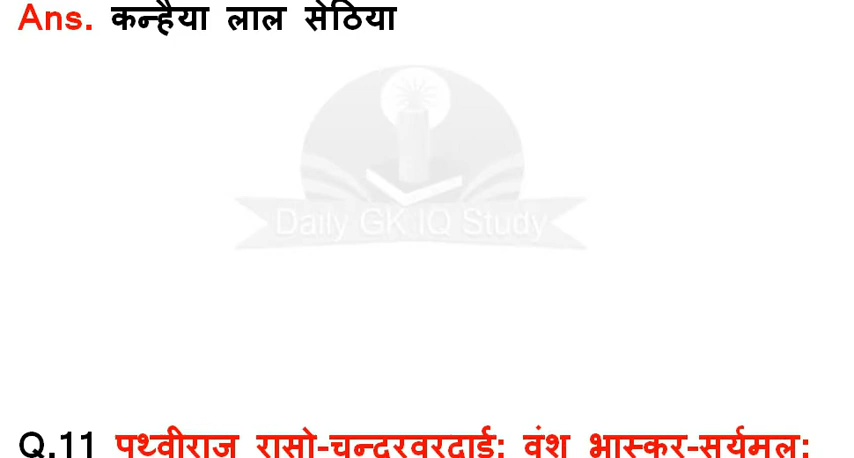 Ans. कन्हैया लाल सेठिया
Daily GK IQ Study
Q.11 पृथ्वीराज रासो-चन्दरवरदाई; वंश भास्कर-सूर्यमल;